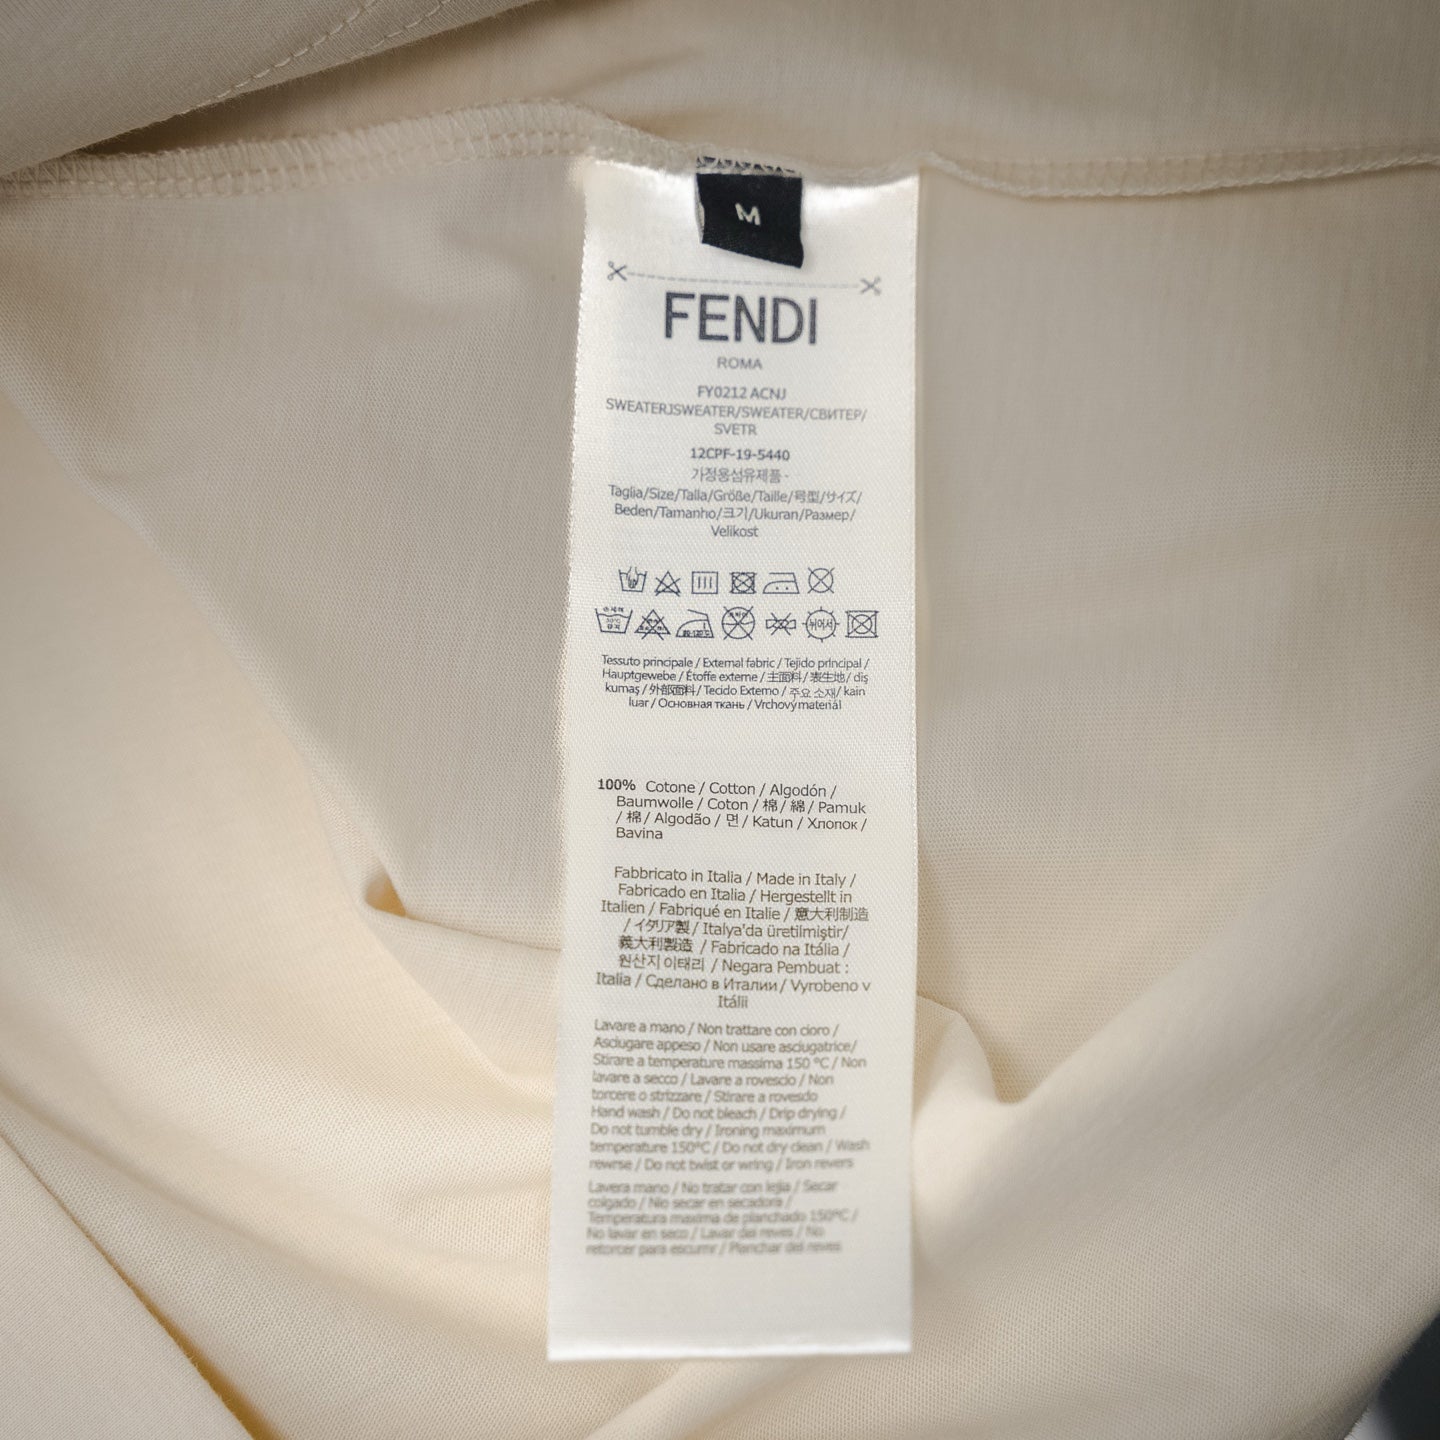 M
FENDI
ROMA
FY0212 ACNJ
SWEATERJSWEATER/SWEATER/СВИТЕР/
SVETR
12CPF-19-5440
가정용섬유제품 -
Taglia/Size/Talla/Größe/Taille/号型/サイズ/
Beden/Tamanho/크기/Ukuran/Размер/
Velikost
Tessuto principale / External fabric / Tejido principal /
Hauptgewebe / Étoffe externe / 主面料/ 表生地/ dış
kumaş / 外部面料/ Tecido Externo / 주요 소재/ kain
luar / Основная ткань / Vrchový materiál
100% Cotone / Cotton / Algodón /
Baumwolle / Coton / 棉/ 綿/ Pamuk
/ 棉/ Algodão / 면 / Katun / Хлопок /
Bavina
Fabbricato in Italia / Made in Italy /
Fabricado en Italia / Hergestellt in
Italien / Fabriqué en Italie / 意大利制造
/ イタリア製 / Italya'da üretilmiştir/
義大利製造 / Fabricado na Itália /
원산지 이태리 / Negara Pembuat :
Italia / Сделано в Италии/ Vyrobeno v
Itálii
Lavare a mano / Non trattare con cloro /
Asciugare appeso / Non usare asciugatrice/
Stirare a temperature massima 150 °C / Non
lavare a secco / Lavare a rovescio / Non
torcere o strizzare / Stirare a rovesdo
Hand wash / Do not bleach / Drip drying /
Do not tumble dry / Ironing maximum
temperature 150°C / Do not dry clean / Wash
rewrse / Do not twist or wring / Iron revers
Lavera mano / No tratar con lejia / Secar
colgado / No secar en secadora /
Temperatura maxima de planchado 150°C /
No lavar en seco / Lavar del reves / No
retorcer para escurrir / Planchar del reves